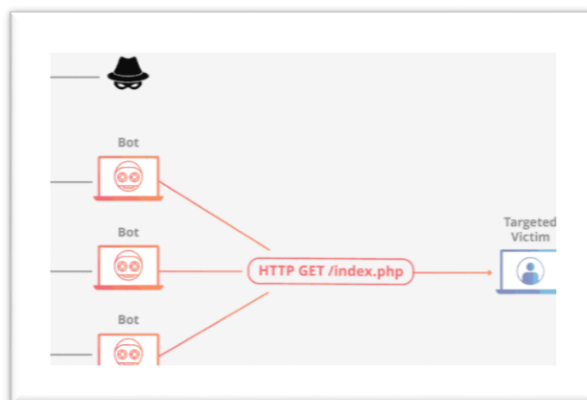 Bot
Bot
Targeted
Victim
HTTP GET /index.php
Bot